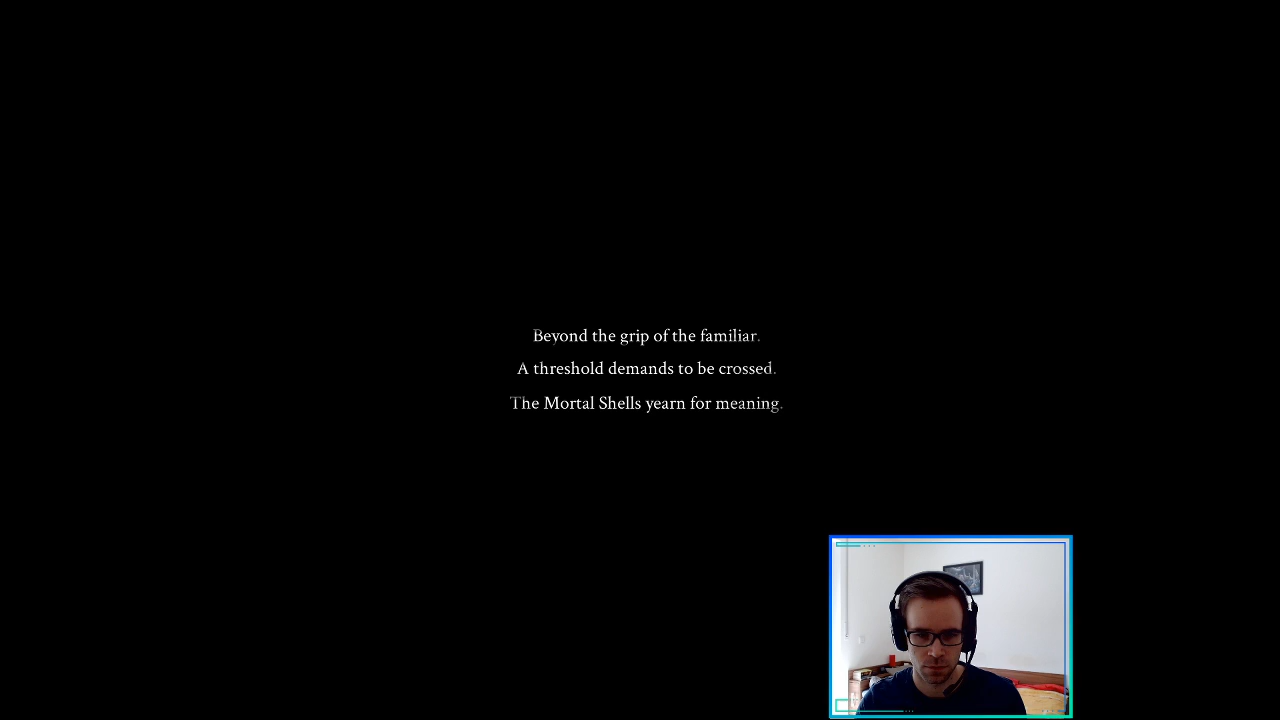 Beyond the grip of the familiar.
A threshold demands to be crossed.
The Mortal Shells yearn for meaning.